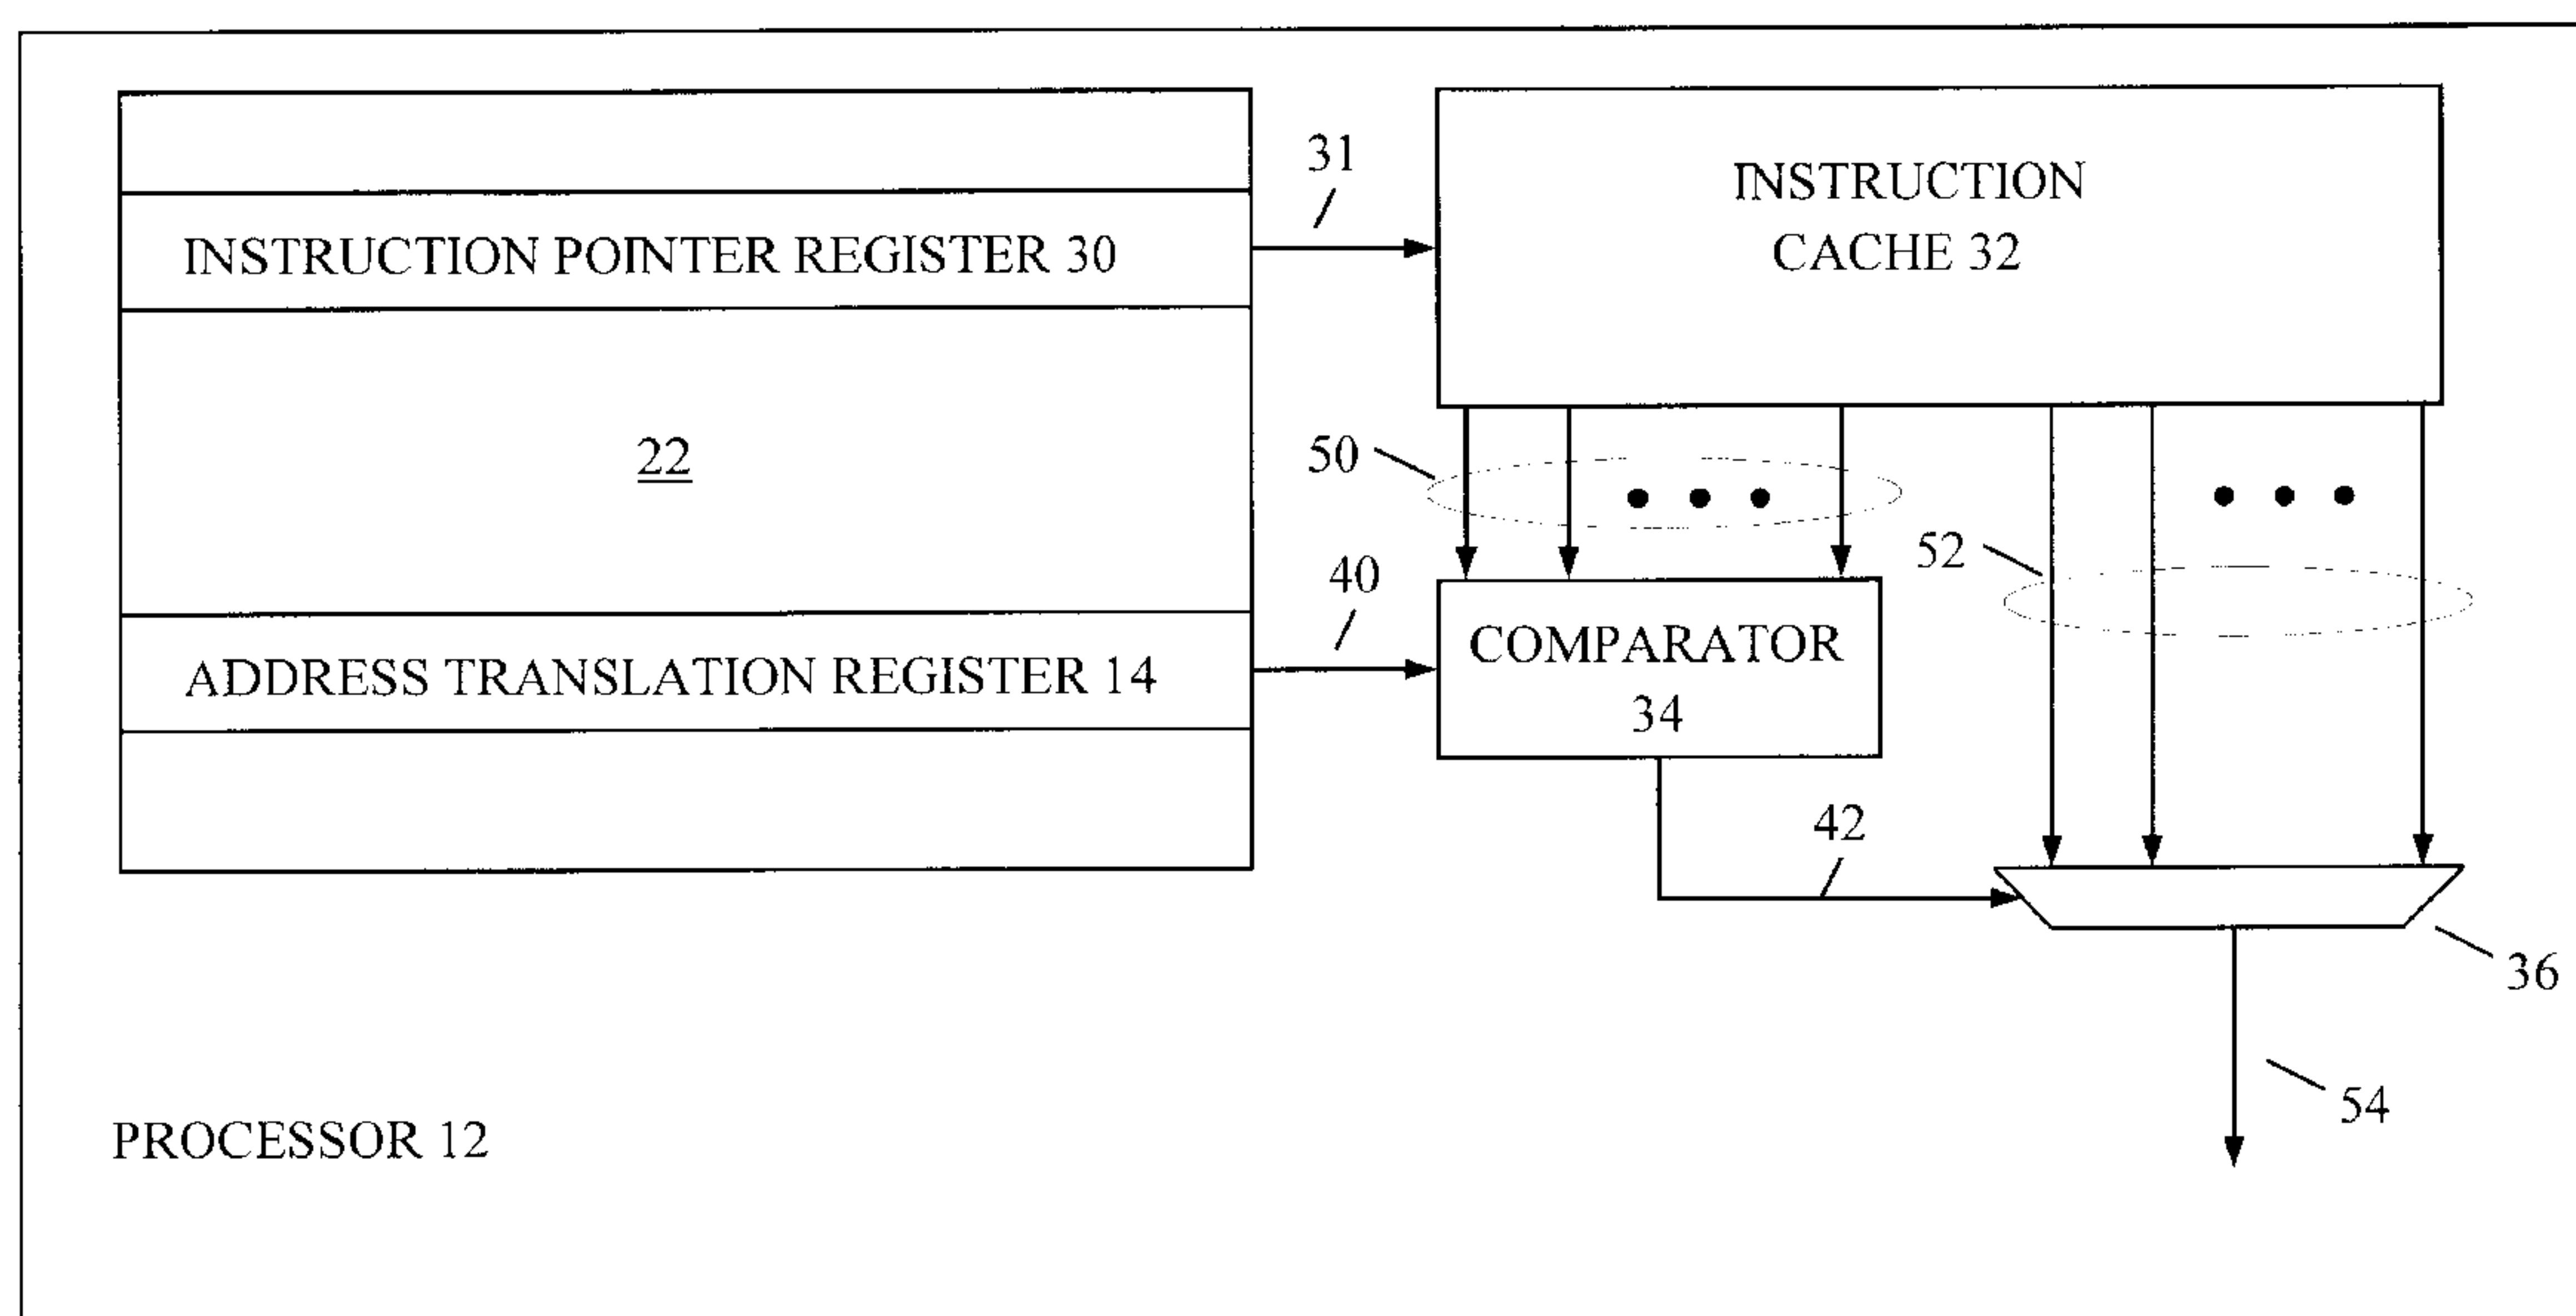 31
INSTRUCTION
CACHE 32
INSTRUCTION POINTER REGISTER 30
22
50
52
40
COMPARATOR
34
ADDRESS TRANSLATION REGISTER 14
42
36
54
PROCESSOR 12